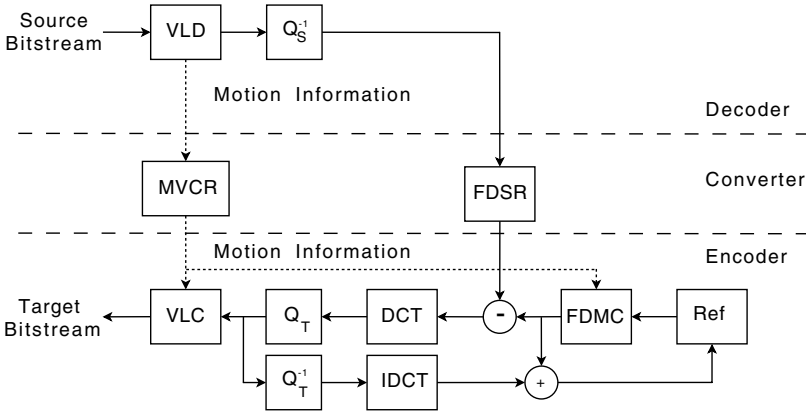 Source
Bitstream
VLD
Q_S^-1
Motion Information
Decoder
MVCR
FDSR
Converter
Motion Information
Encoder
Target
Bitstream
VLC
Q_T
DCT
-
FDMC
Ref
Q_T^-1
IDCT
+